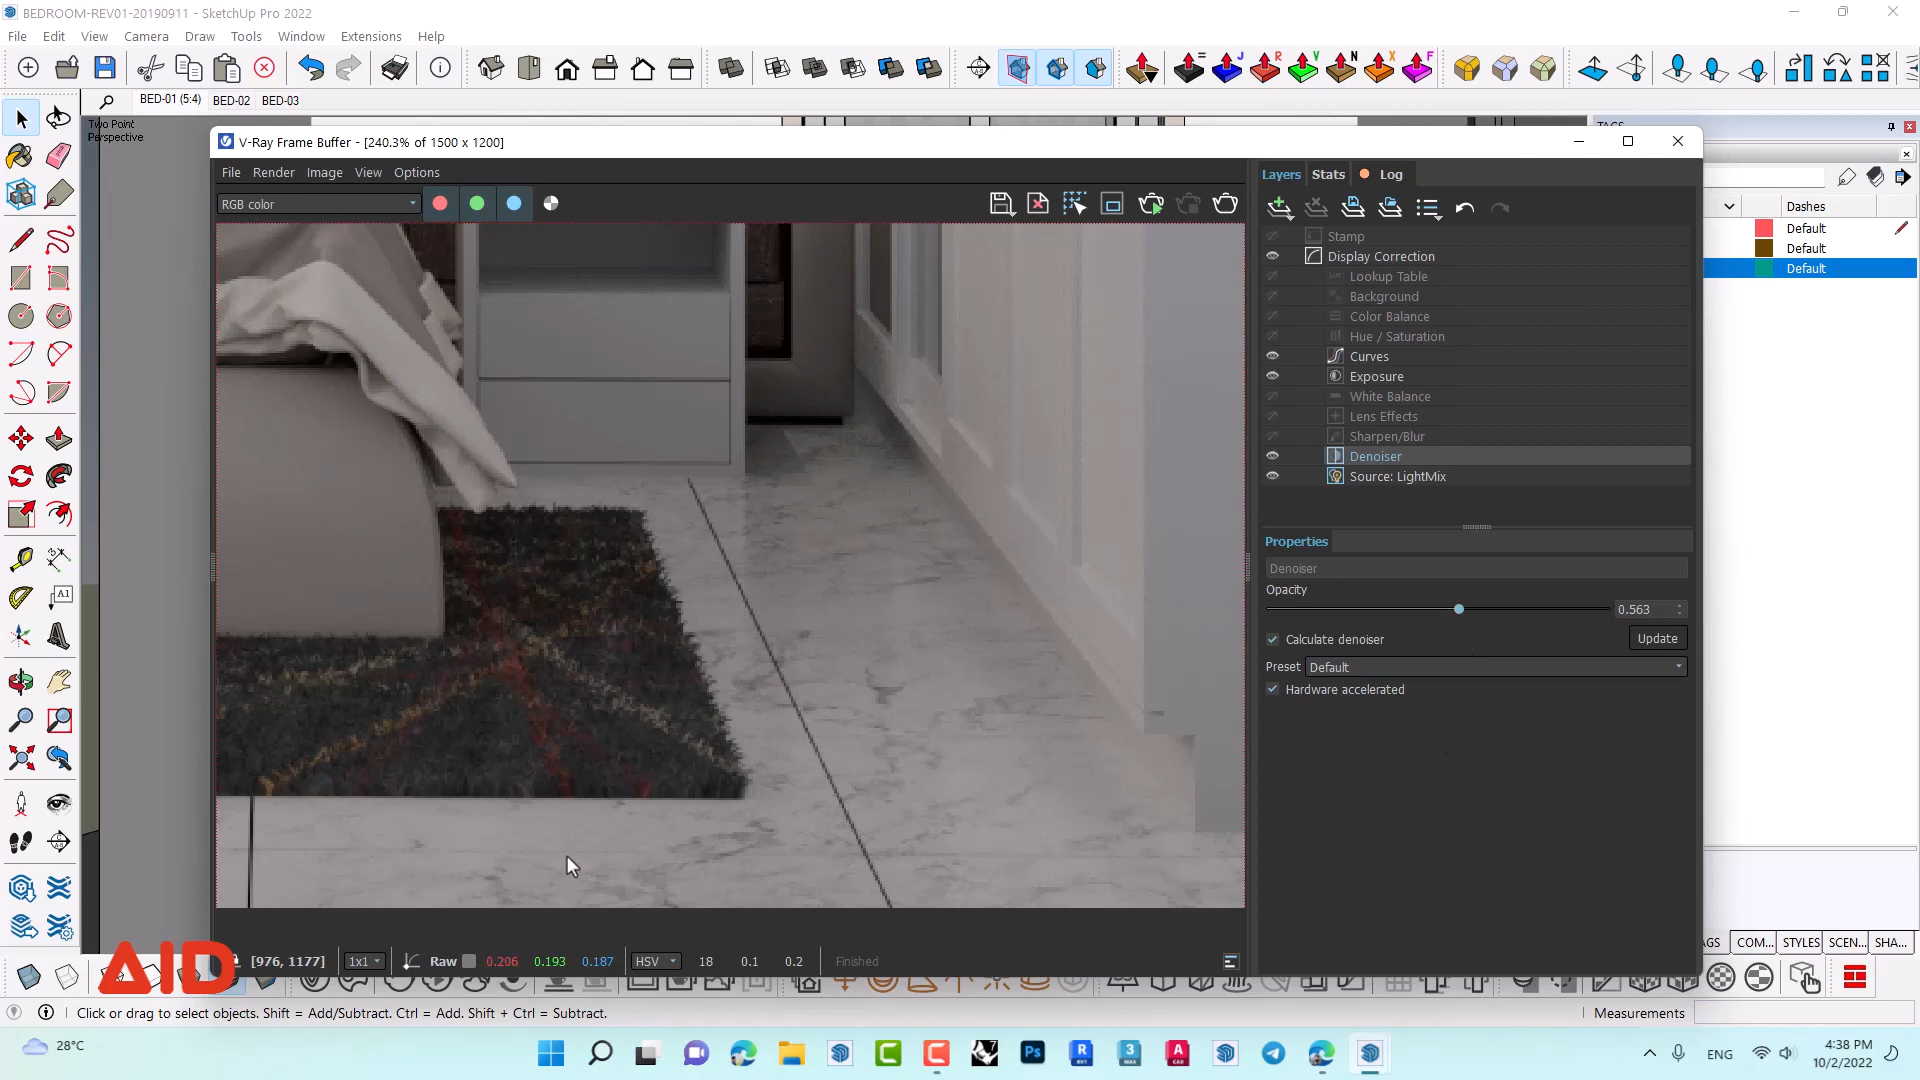 BEDROOM-REV01-20190911 - SketchUp Pro 2022
File Edit View Camera Draw Tools Window Extensions Help
BED-01 (5:4) BED-02 BED-03
Two Point
Perspective
V-Ray Frame Buffer - [240.3% of 1500 x 1200]
File Render Image View Options
RGB color
Layers Stats Log
Stamp
Display Correction
Lookup Table
Background
Color Balance
Hue / Saturation
Curves
Exposure
White Balance
Lens Effects
Sharpen/Blur
Denoiser
Source: LightMix
Properties
Denoiser
Opacity
0.563
Calculate denoiser Update
Preset Default
Hardware accelerated
Dashes
Default
Default
Default
A1
COM... STYLES SCEN... SHA...
AID
[976, 1177] 1x1 Raw 0.206 0.193 0.187 HSV 18 0.1 0.2 Finished
Click or drag to select objects. Shift = Add/Subtract. Ctrl = Add. Shift + Ctrl = Subtract.
Measurements
28°C
ENG
4:38 PM
10/2/2022